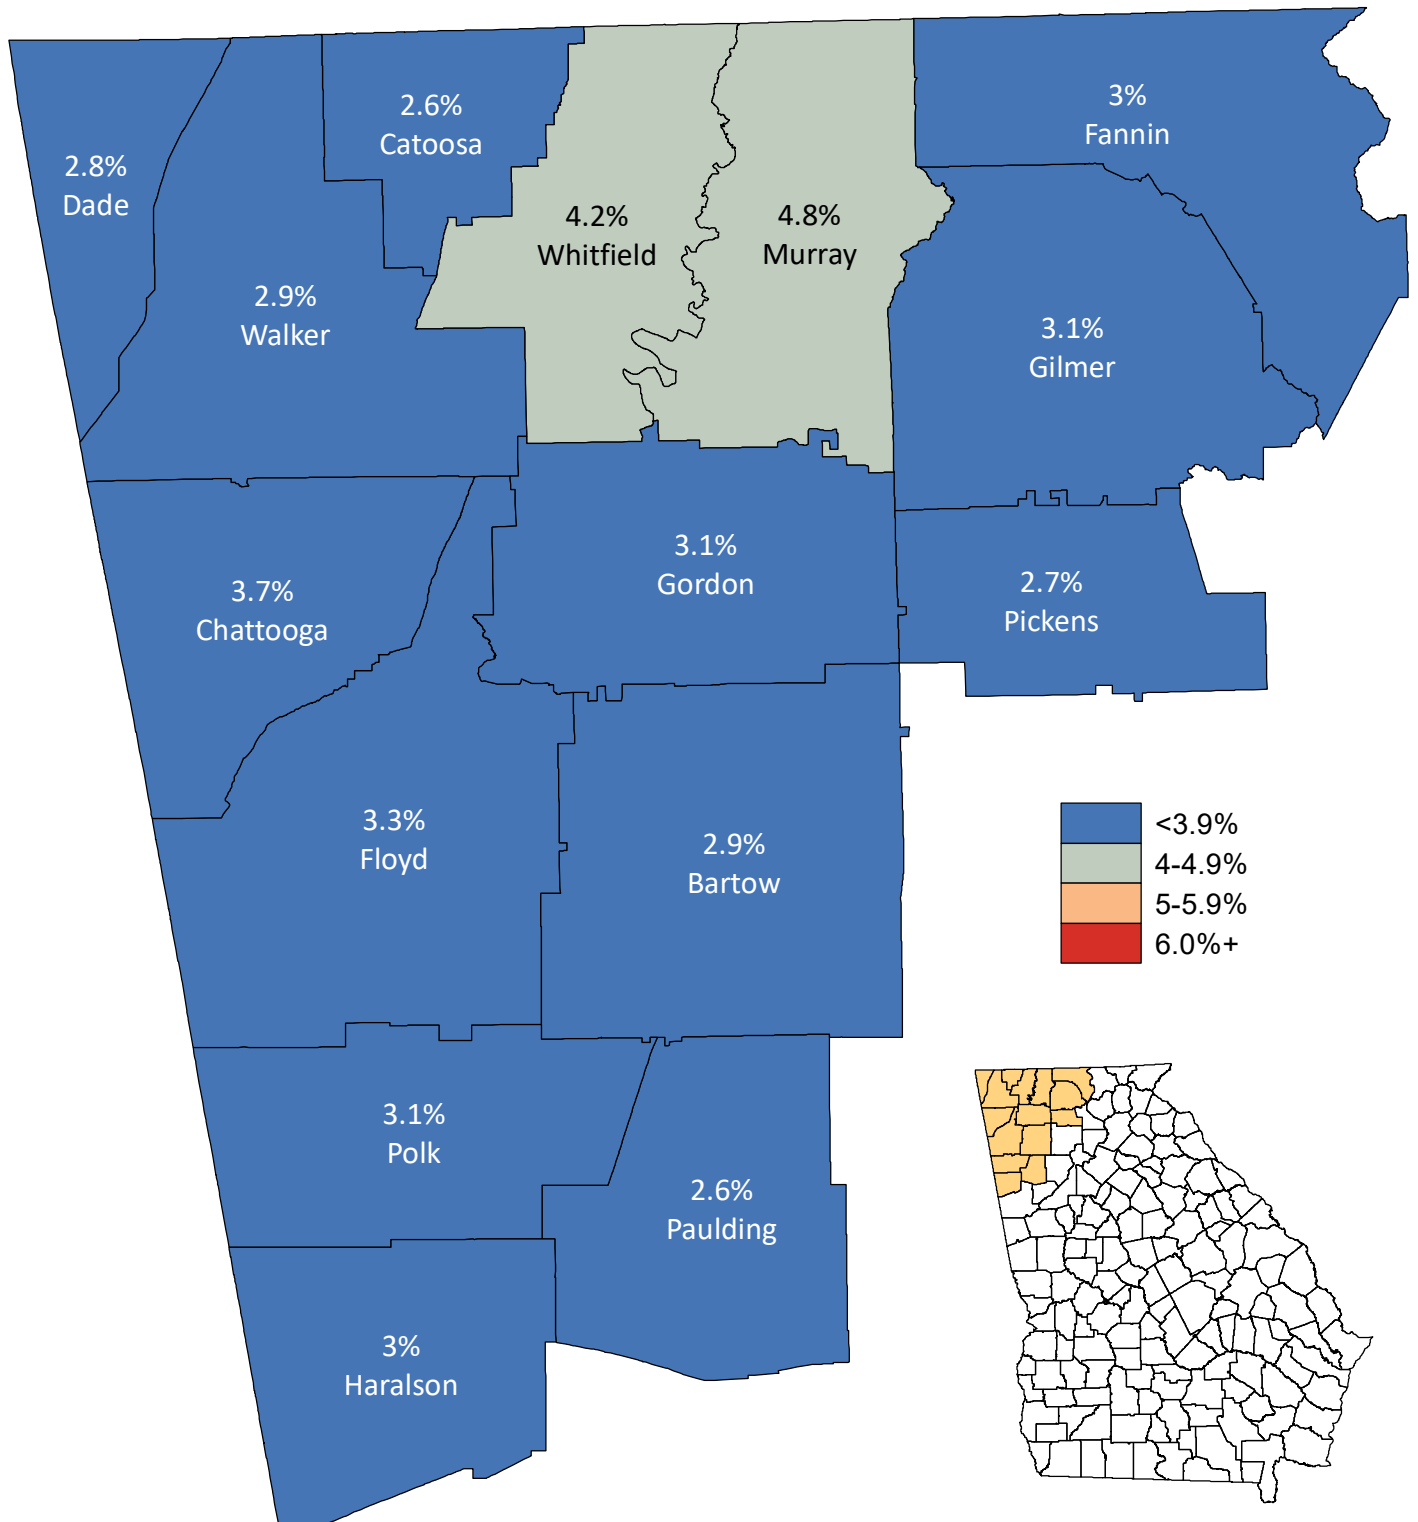 2.6%
Catoosa
3%
Fannin
2.8%
Dade
4.2%
Whitfield
4.8%
Murray
2.9%
Walker
3.1%
Gilmer
3.1%
Gordon
3.7%
Chattooga
2.7%
Pickens
3.3%
Floyd
2.9%
Bartow
<3.9%
4-4.9%
5-5.9%
6.0%+
3.1%
Polk
2.6%
Paulding
3%
Haralson